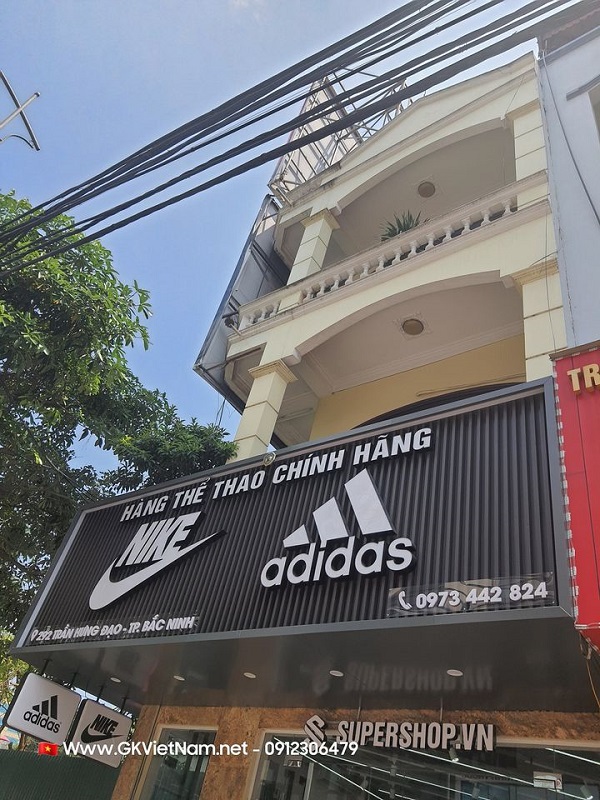 HÀNG THỂ THAO CHÍNH HÃNG
NIKE
adidas
292 TRẦN HƯNG ĐẠO - TP. BẮC NINH
0973 442 824
TR
adidas
NIKE
S SUPERSHOP.VN
Www.GKVietNam.net - 0912306479